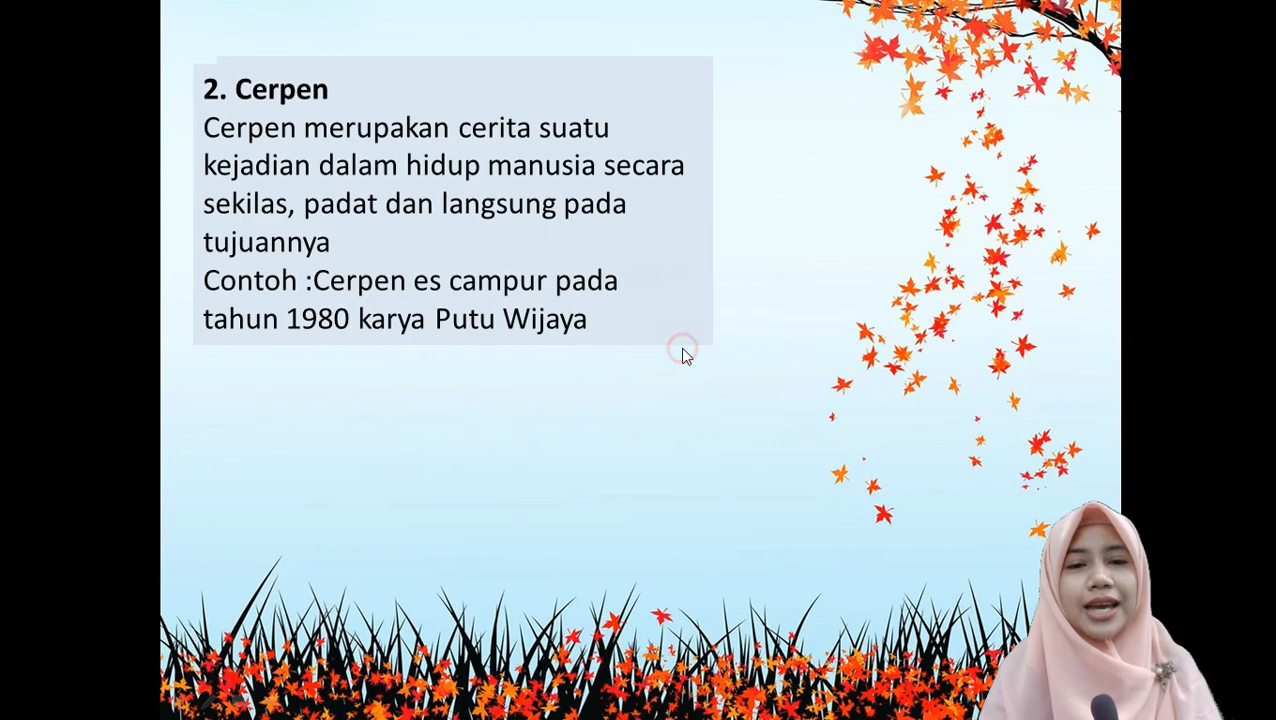 2. Cerpen
Cerpen merupakan cerita suatu
kejadian dalam hidup manusia secara
sekilas, padat dan langsung pada
tujuannya
Contoh :Cerpen es campur pada
tahun 1980 karya Putu Wijaya